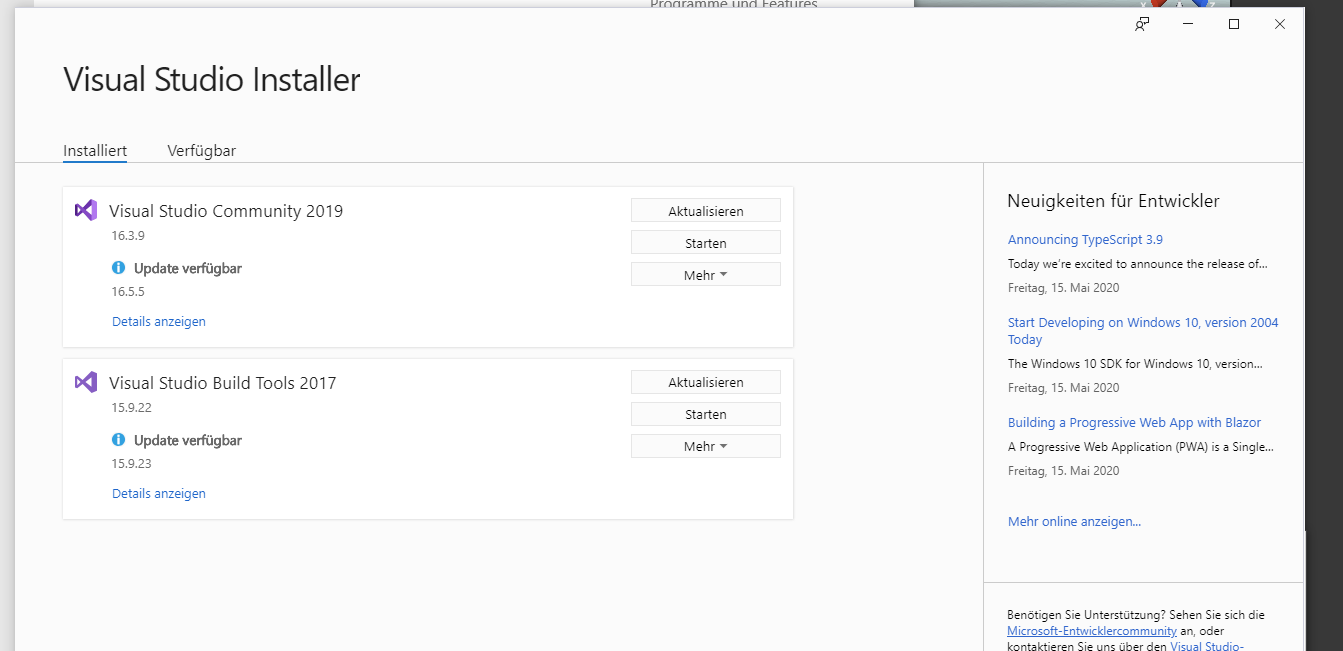 Programme und Features
Visual Studio Installer
Installiert
Verfügbar
Visual Studio Community 2019
16.3.9
Update verfügbar
16.5.5
Details anzeigen
Aktualisieren
Starten
Mehr
Visual Studio Build Tools 2017
15.9.22
Update verfügbar
15.9.23
Details anzeigen
Aktualisieren
Starten
Mehr
Neuigkeiten für Entwickler
Announcing TypeScript 3.9
Today we're excited to announce the release of...
Freitag, 15. Mai 2020
Start Developing on Windows 10, version 2004
Today
The Windows 10 SDK for Windows 10, version...
Freitag, 15. Mai 2020
Building a Progressive Web App with Blazor
A Progressive Web Application (PWA) is a Single...
Freitag, 15. Mai 2020
Mehr online anzeigen...
Benötigen Sie Unterstützung? Sehen Sie sich die
Microsoft-Entwicklercommunity an, oder
kontaktieren Sie uns über den Visual Studio-